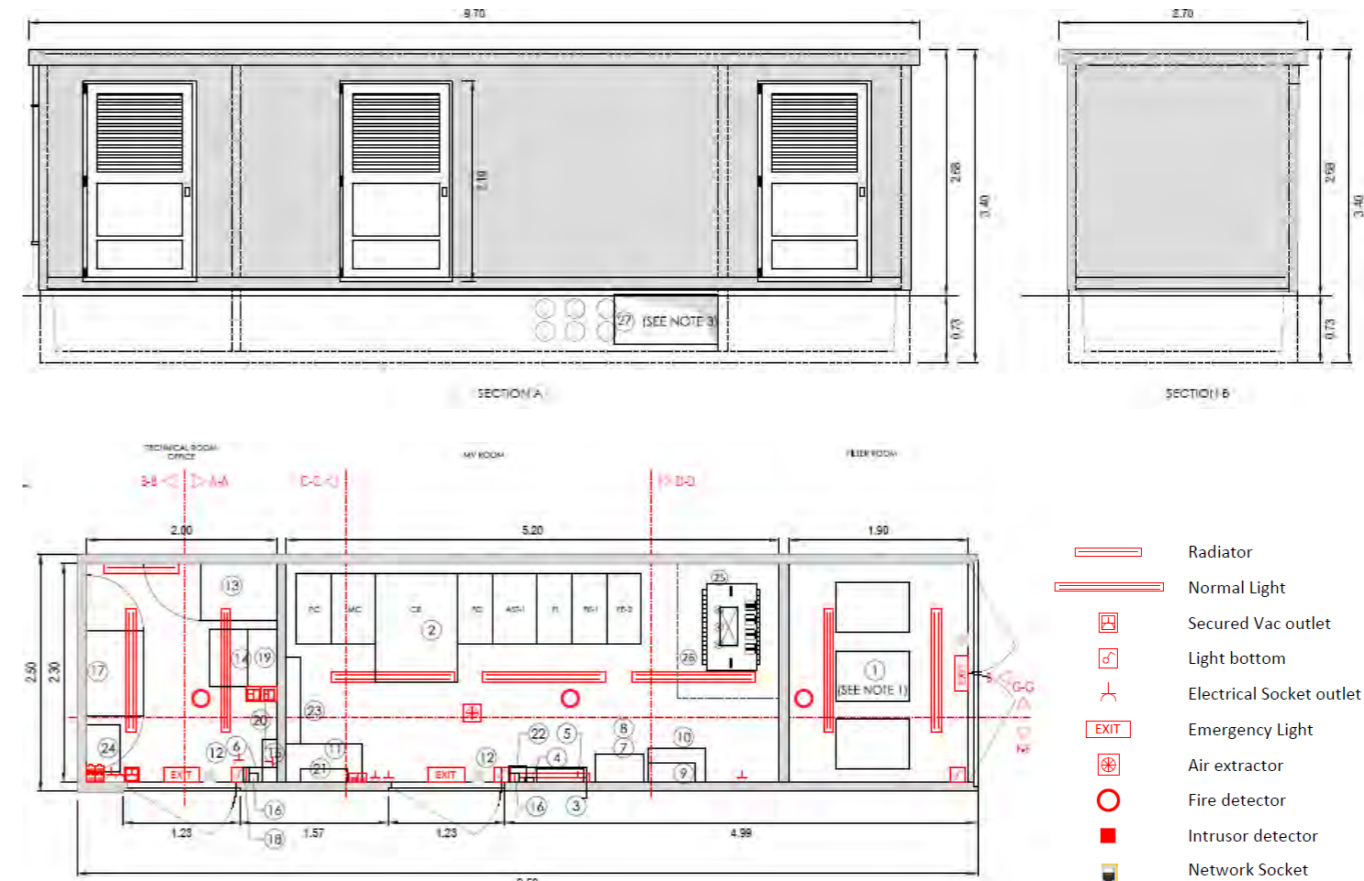 9.70
2.70
2.10
2.68
3.40
2.68
3.40
27 (SEE NOTE 3)
0.73
0.73
SECTION A
SECTION B
TECHNICAL ROOM
OFFICE
MV ROOM
FILTER ROOM
B-B
A-A
C-C
D-D
2.00
5.20
1.90
Radiator
Normal Light
Secured Vac outlet
Light bottom
Electrical Socket outlet
EXIT
Emergency Light
Air extractor
Fire detector
Intrusor detector
Network Socket
2.50
2.30
13
MC
CB
2
25
26
17
14
19
1
(SEE NOTE 1)
EXIT
G-G
20
23
24
12
6
15
11
21
22
5
4
8
7
10
9
12
EXIT
EXIT
16
18
16
3
1.23
1.57
1.23
4.99